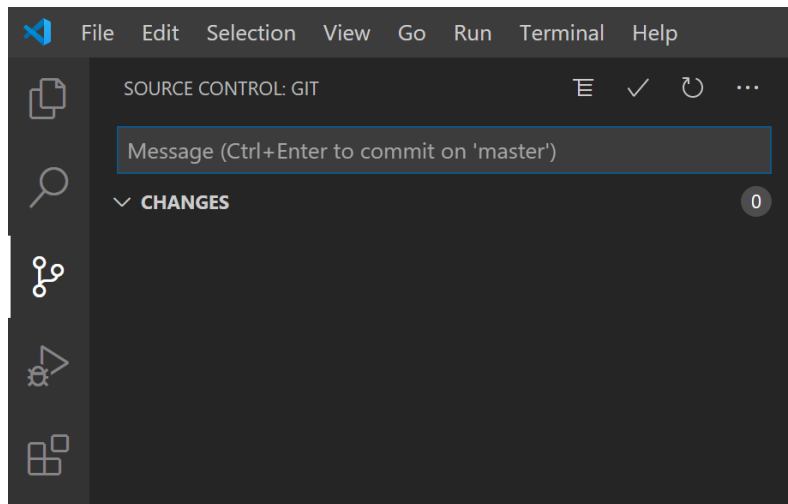 File Edit Selection View Go Run Terminal Help
SOURCE CONTROL: GIT
Message (Ctrl+Enter to commit on 'master')
CHANGES 0